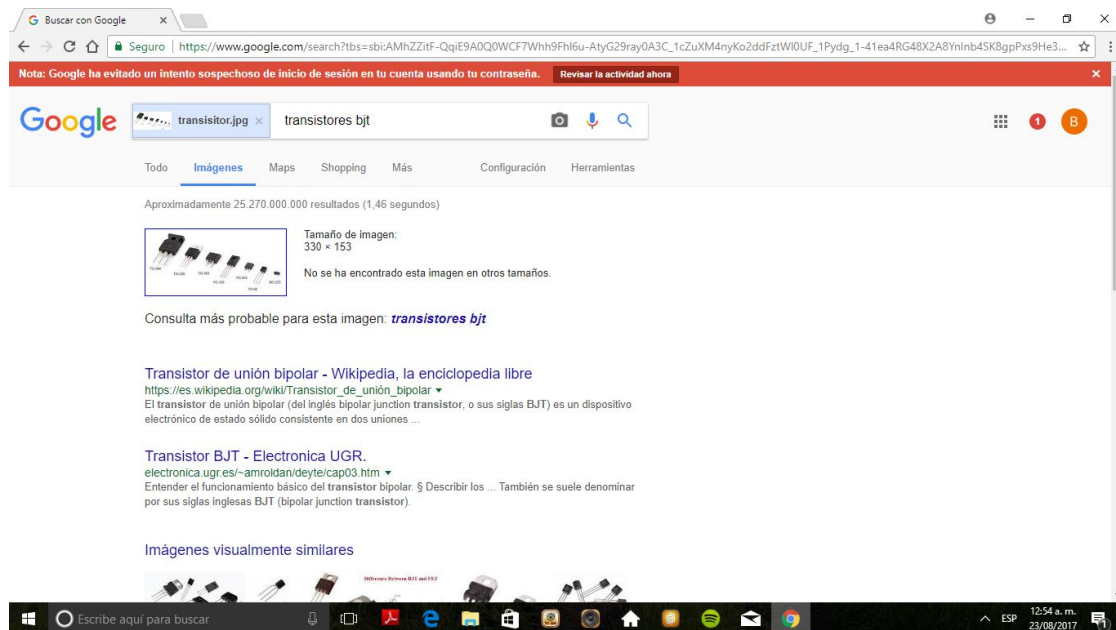 Buscar con Google
Seguro https://www.google.com/search?tbs=sbi:AMhZZitF-QqiE9A0Q0WCF7Whh9Fhl6u-AtyG29ray0A3C_1cZuXM4nyKo2ddFztWl0UF_1Pydg_1-41ea4RG48X2A8YnInb4SK8gpPxs9He3...
Nota: Google ha evitado un intento sospechoso de inicio de sesión en tu cuenta usando tu contraseña. Revisar la actividad ahora
Google transisitor.jpg transistores bjt 1 B
Todo Imágenes Maps Shopping Más Configuración Herramientas
Aproximadamente 25.270.000.000 resultados (1,46 segundos)
Tamaño de imagen:
330 × 153
No se ha encontrado esta imagen en otros tamaños.
Consulta más probable para esta imagen: transistores bjt
Transistor de unión bipolar - Wikipedia, la enciclopedia libre
https://es.wikipedia.org/wiki/Transistor_de_unión_bipolar
El transistor de unión bipolar (del inglés bipolar junction transistor, o sus siglas BJT) es un dispositivo
electrónico de estado sólido consistente en dos uniones ...
Transistor BJT - Electronica UGR.
electronica.ugr.es/~amroldan/deyte/cap03.htm
Entender el funcionamiento básico del transistor bipolar. § Describir los ... También se suele denominar
por sus siglas inglesas BJT (bipolar junction transistor).
Imágenes visualmente similares
Difference Between BJT and FET
Escribe aquí para buscar ESP 12:54 a. m.
23/08/2017